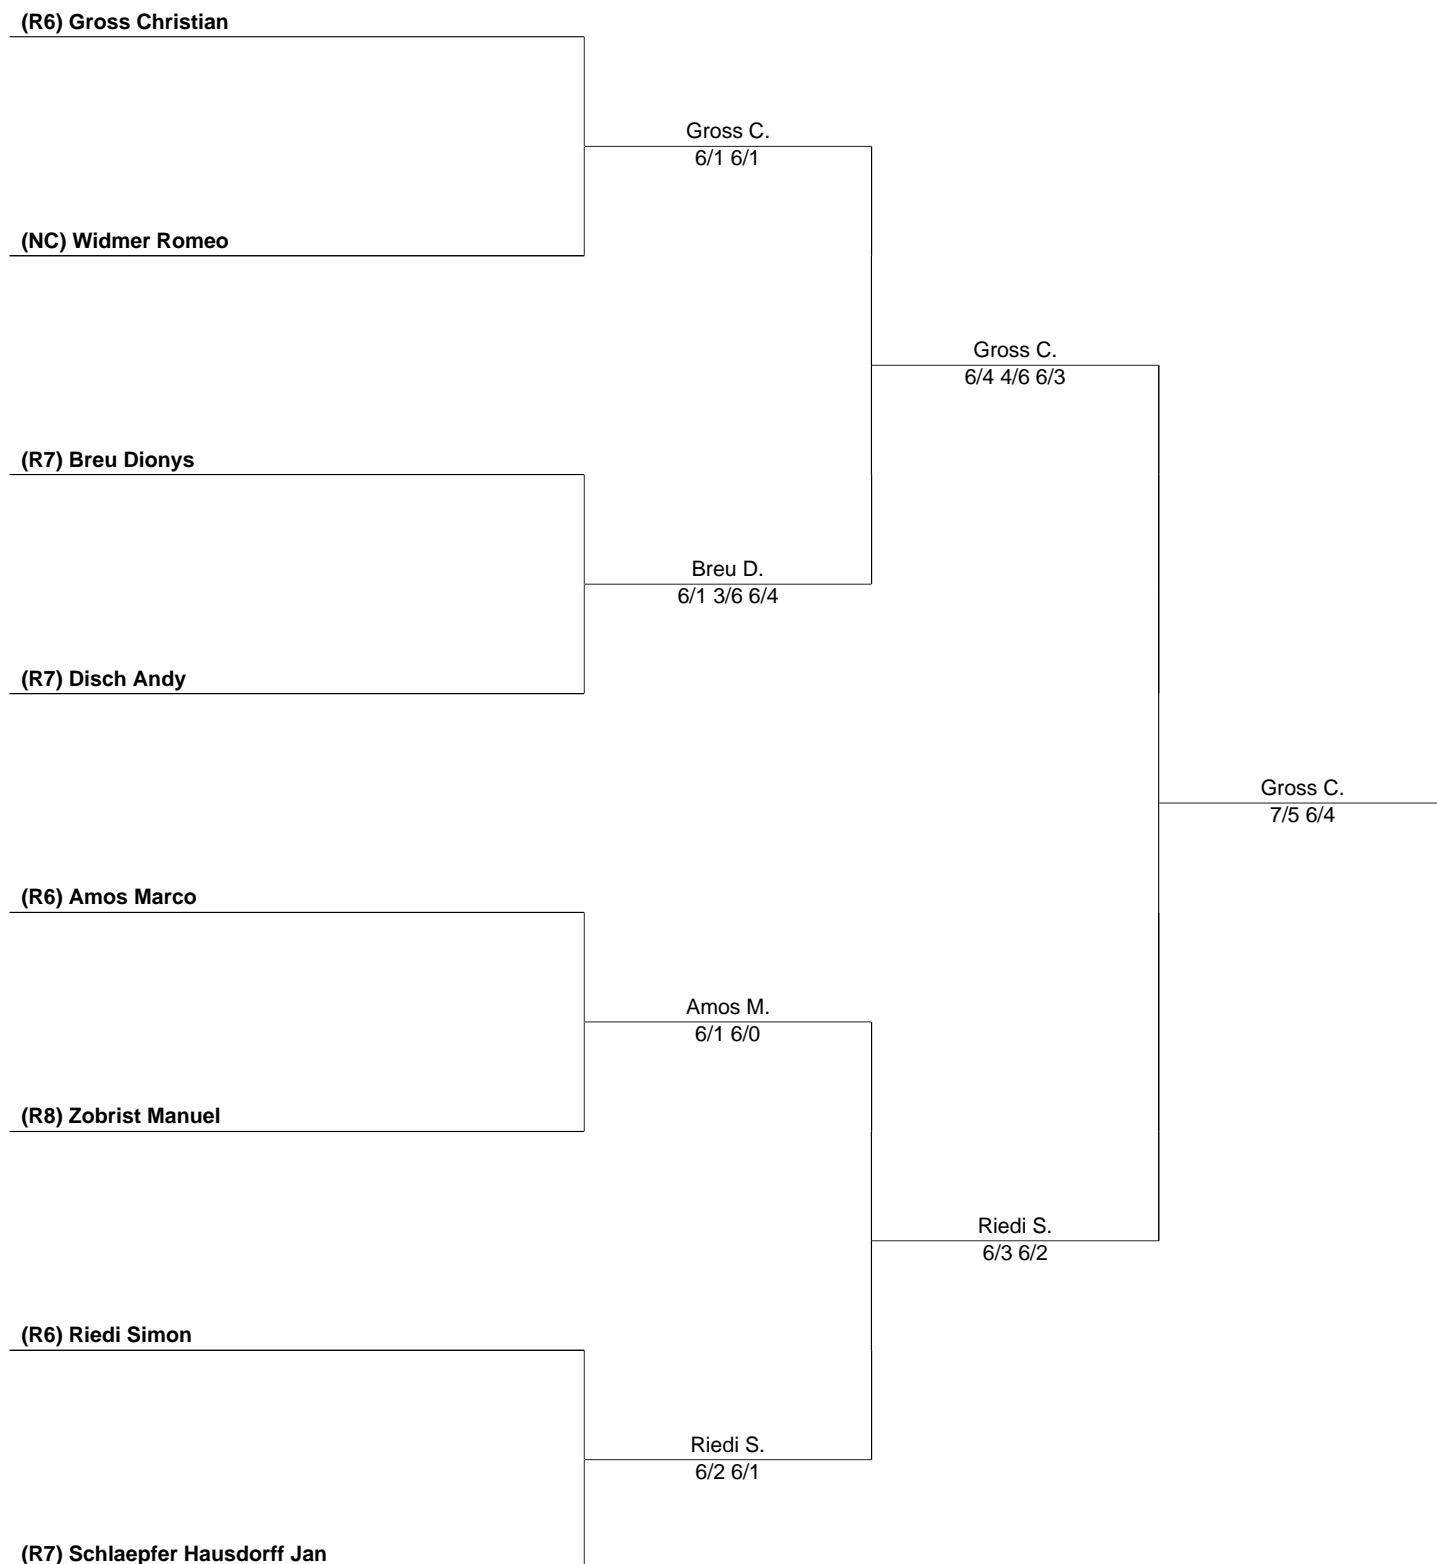 (R6) Gross Christian
Gross C.
6/1 6/1
(NC) Widmer Romeo
Gross C.
6/4 4/6 6/3
(R7) Breu Dionys
Breu D.
6/1 3/6 6/4
(R7) Disch Andy
Gross C.
7/5 6/4
(R6) Amos Marco
Amos M.
6/1 6/0
(R8) Zobrist Manuel
Riedi S.
6/3 6/2
(R6) Riedi Simon
Riedi S.
6/2 6/1
(R7) Schlaepfer Hausdorff Jan